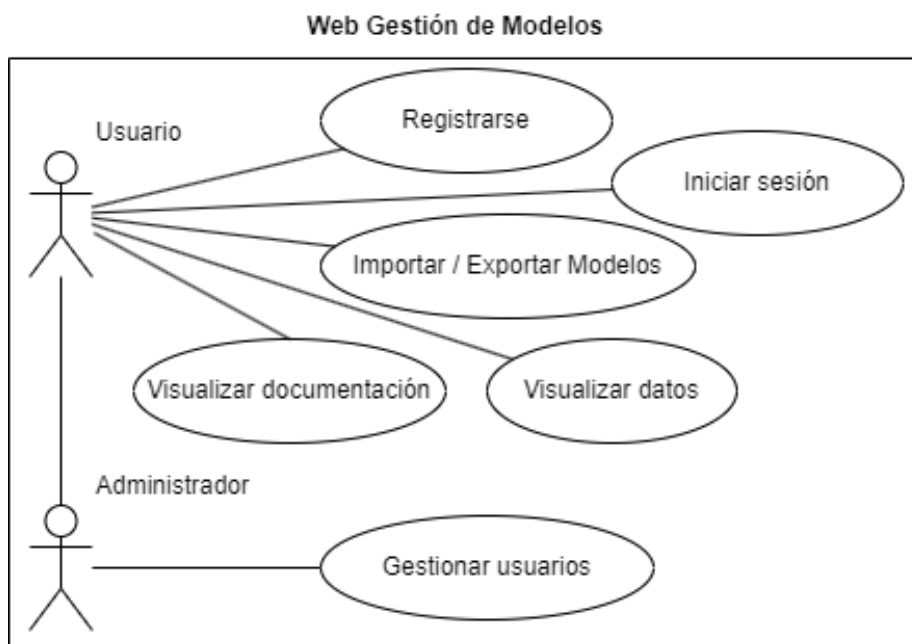 Web Gestión de Modelos
Usuario
Registrarse
Iniciar sesión
Importar / Exportar Modelos
Visualizar documentación
Visualizar datos
Administrador
Gestionar usuarios